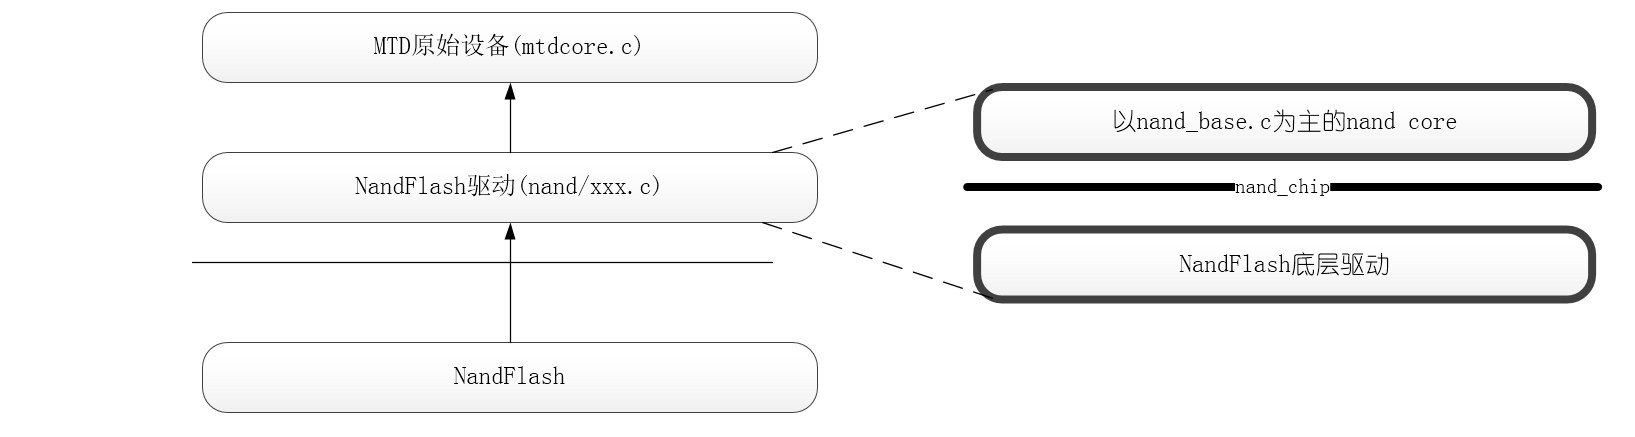 MTD原始设备(mtdcore.c)
NandFlash驱动(nand/xxx.c)
NandFlash
以nand_base.c为主的nand core
nand_chip
NandFlash底层驱动